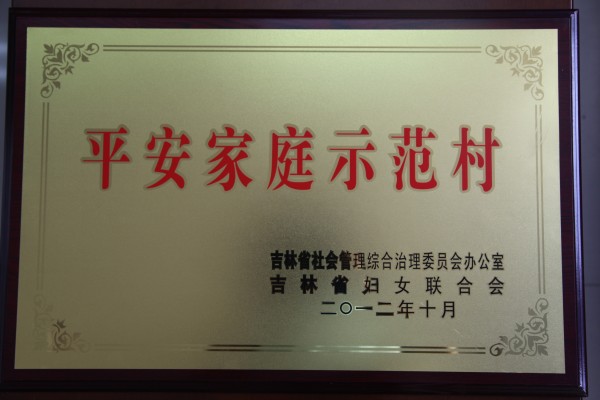 平安家庭示范村
吉林省社会管理综合治理委员会办公室
吉林省妇女联合会
二〇一二年十月